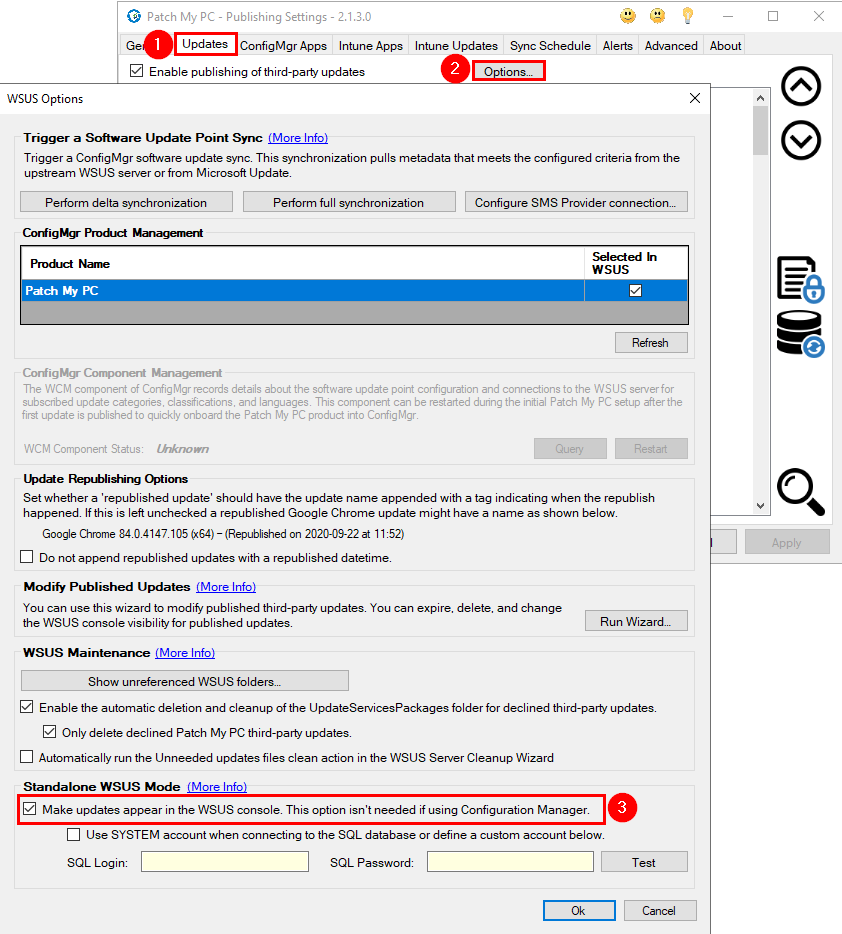 Patch My PC - Publishing Settings - 2.1.3.0
1
Updates
ConfigMgr Apps
Intune Apps
Intune Updates
Sync Schedule
Alerts
Advanced
About
Enable publishing of third-party updates
2
Options...
WSUS Options
Trigger a Software Update Point Sync (More Info)
Trigger a ConfigMgr software update sync. This synchronization pulls metadata that meets the configured criteria from the
upstream WSUS server or from Microsoft Update.
Perform delta synchronization
Perform full synchronization
Configure SMS Provider connection...
ConfigMgr Product Management
Product Name
Selected In
WSUS
Patch My PC
Refresh
ConfigMgr Component Management
The WCM component of ConfigMgr records details about the software update point configuration and connections to the WSUS server for
subscribed update categories, classifications, and languages. This component can be restarted during the initial Patch My PC setup after the
first update is published to quickly onboard the Patch My PC product into ConfigMgr.
WCM Component Status: Unknown
Query
Restart
Update Republishing Options
Set whether a 'republished update' should have the update name appended with a tag indicating when the republish
happened. If this is left unchecked a republished Google Chrome update might have a name as shown below.
Google Chrome 84.0.4147.105 (x64) – (Republished on 2020-09-22 at 11:52)
Do not append republished updates with a republished datetime.
Apply
Modify Published Updates (More Info)
You can use this wizard to modify published third-party updates. You can expire, delete, and change
the WSUS console visibility for published updates.
Run Wizard...
WSUS Maintenance (More Info)
Show unreferenced WSUS folders...
Enable the automatic deletion and cleanup of the UpdateServicesPackages folder for declined third-party updates.
Only delete declined Patch My PC third-party updates.
Automatically run the Unneeded updates files clean action in the WSUS Server Cleanup Wizard
Standalone WSUS Mode (More Info)
Make updates appear in the WSUS console. This option isn't needed if using Configuration Manager.
3
Use SYSTEM account when connecting to the SQL database or define a custom account below.
SQL Login:
SQL Password:
Test
Ok
Cancel